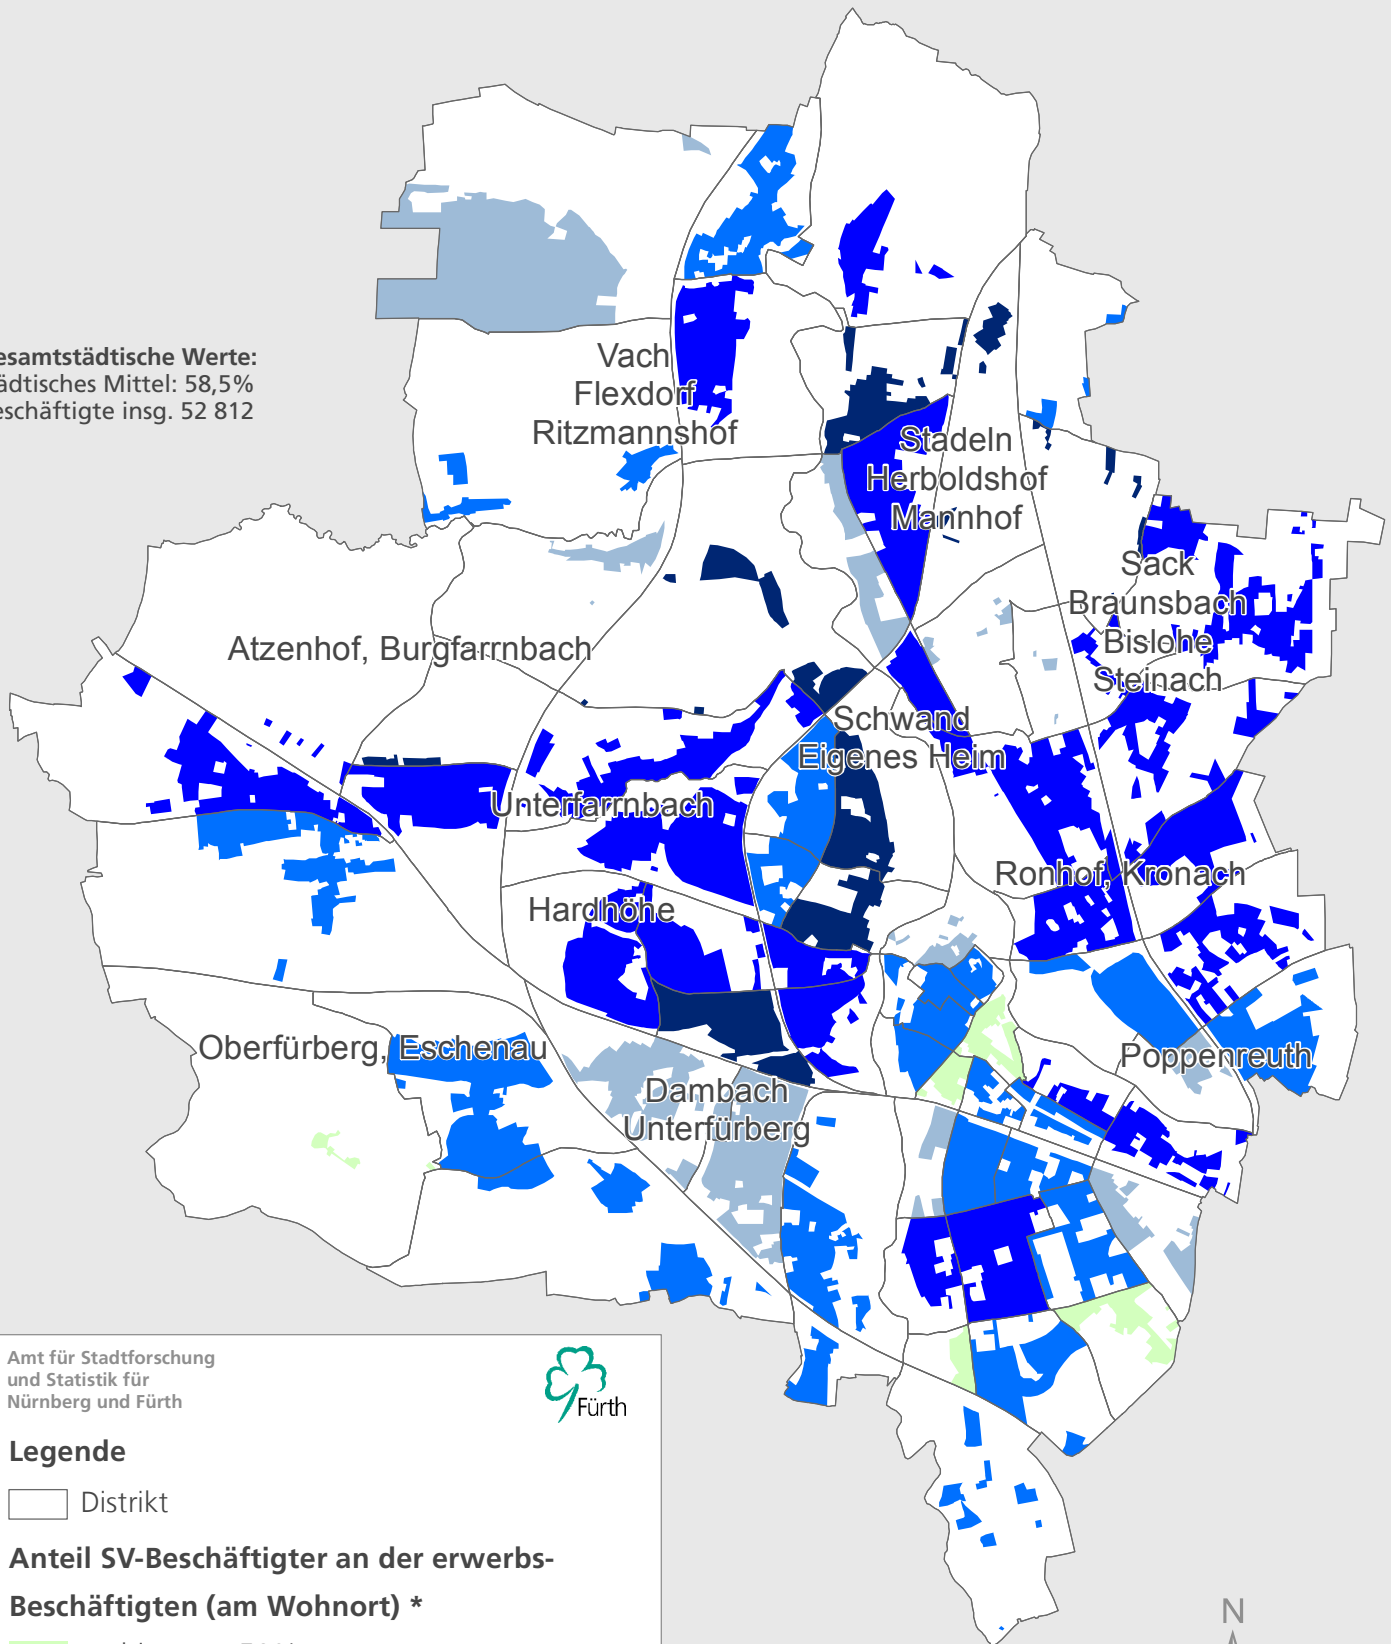 esamtstädtische Werte:
ädtisches Mittel: 58,5%
eschäftigte insg. 52 812
Vach
Flexdorf
Ritzmannshof
Stadeln
Herboldshof
Mannhof
Sack
Braunsbach
Bislohe
Steinach
Atzenhof, Burgfarrnbach
Schwand
Eigenes Heim
Unterfarrnbach
Ronhof, Kronach
Hardhöhe
Oberfürberg, Eschenau
Poppenreuth
Dambach
Unterfürberg
Amt für Stadtforschung
und Statistik für
Nürnberg und Fürth
Fürth
Legende
Distrikt
Anteil SV-Beschäftigter an der erwerbs-
Beschäftigten (am Wohnort) *
N